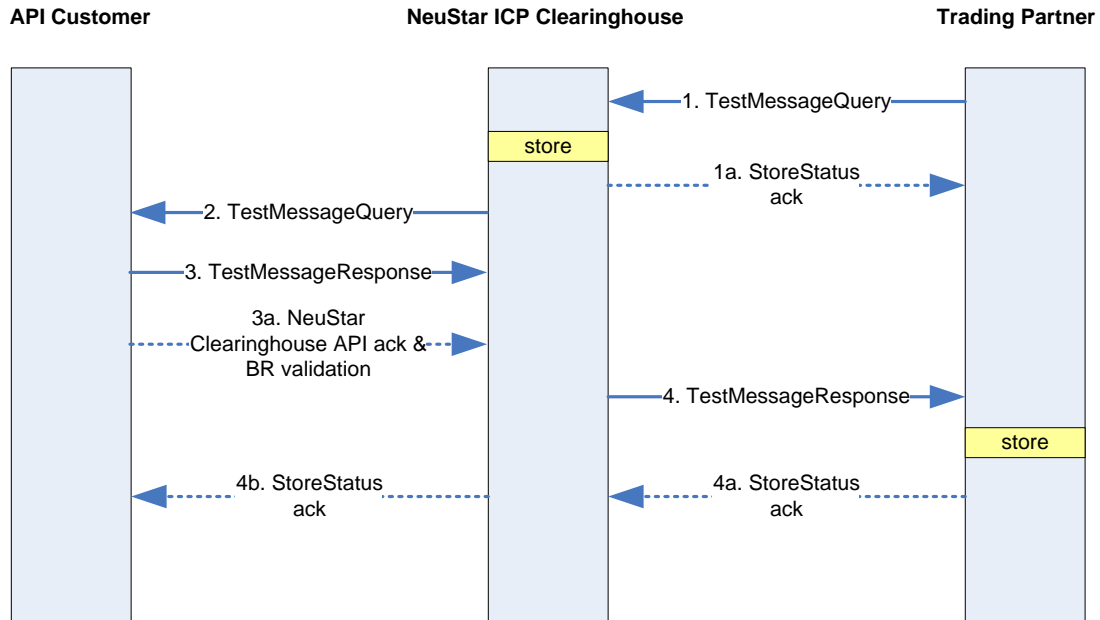 API Customer
NeuStar ICP Clearinghouse
Trading Partner
1. TestMessageQuery
store
1a. StoreStatus
ack
2. TestMessageQuery
3. TestMessageResponse
3a. NeuStar
Clearinghouse API ack &
BR validation
4. TestMessageResponse
store
4b. StoreStatus
ack
4a. StoreStatus
ack